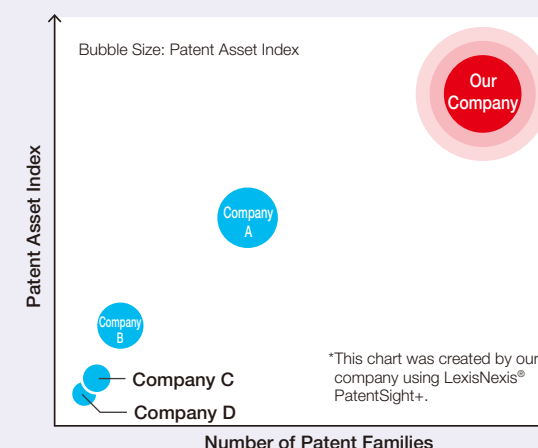 Bubble Size: Patent Asset Index
Our
Company
Company
A
Company
B
Company C
Company D
*This chart was created by our
company using LexisNexis®
PatentSight+.
Patent Asset Index
Number of Patent Families